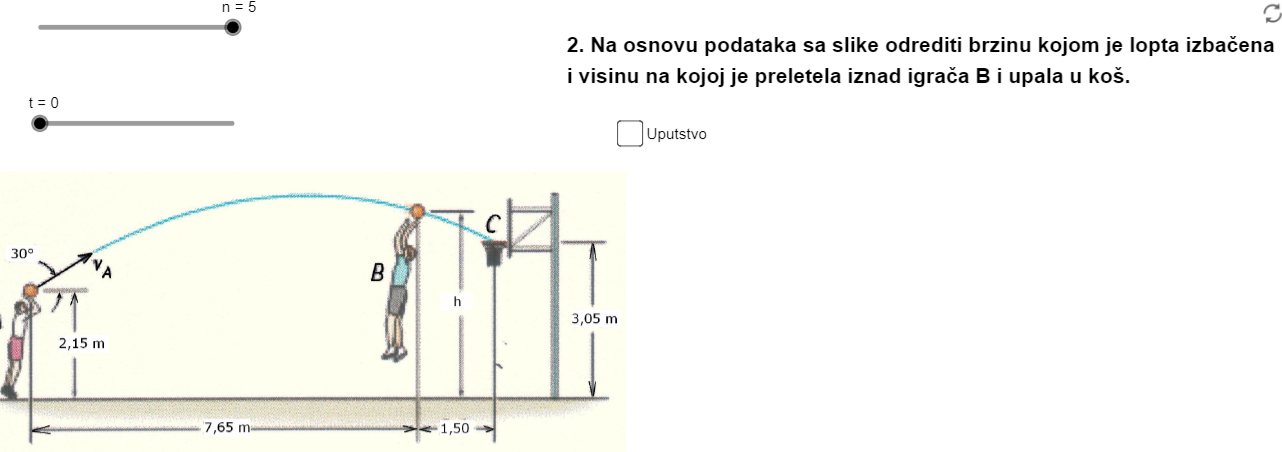 n = 5
2. Na osnovu podataka sa slike odrediti brzinu kojom je lopta izbačena
i visinu na kojoj je preletela iznad igrača B i upala u koš.
t = 0
Uputstvo
30°
v_A
C
B
h
2,15 m
3,05 m
7,65 m
1,50